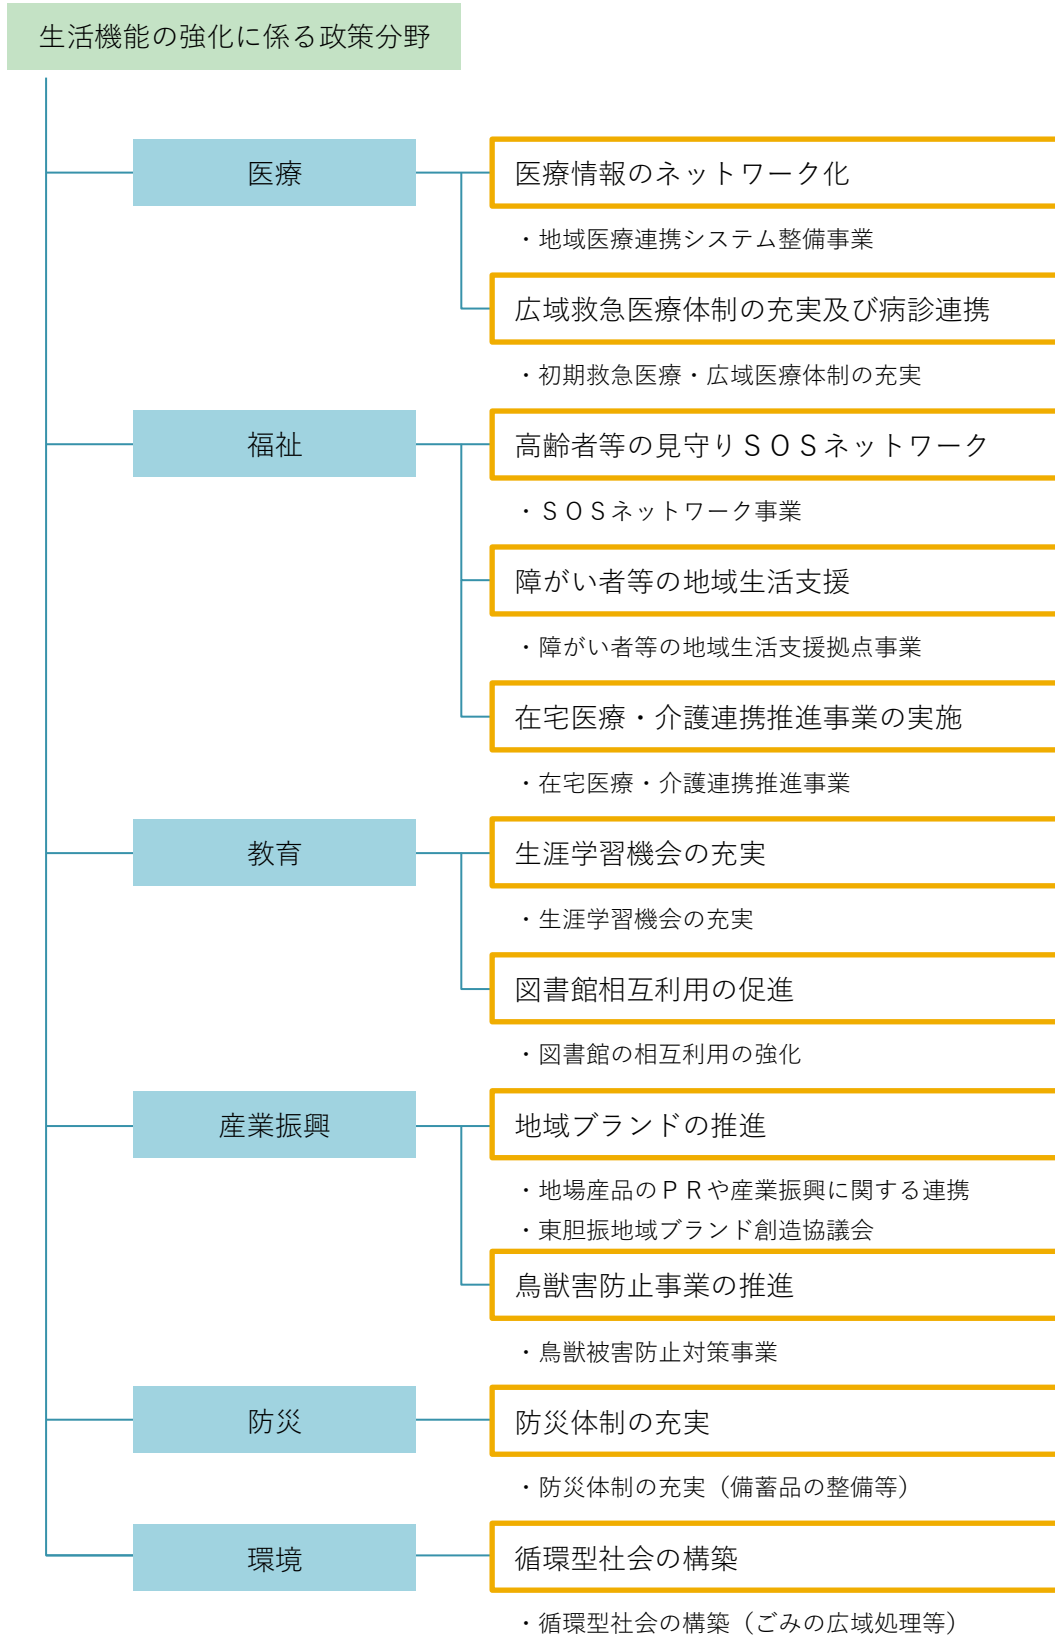 生活機能の強化に係る政策分野
医療
医療情報のネットワーク化
・地域医療連携システム整備事業
広域救急医療体制の充実及び病診連携
・初期救急医療・広域医療体制の充実
福祉
高齢者等の見守りＳＯＳネットワーク
・ＳＯＳネットワーク事業
障がい者等の地域生活支援
・障がい者等の地域生活支援拠点事業
在宅医療・介護連携推進事業の実施
・在宅医療・介護連携推進事業
教育
生涯学習機会の充実
・生涯学習機会の充実
図書館相互利用の促進
・図書館の相互利用の強化
産業振興
地域ブランドの推進
・地場産品のＰＲや産業振興に関する連携
・東胆振地域ブランド創造協議会
鳥獣害防止事業の推進
・鳥獣被害防止対策事業
防災
防災体制の充実
・防災体制の充実（備蓄品の整備等）
環境
循環型社会の構築
・循環型社会の構築（ごみの広域処理等）